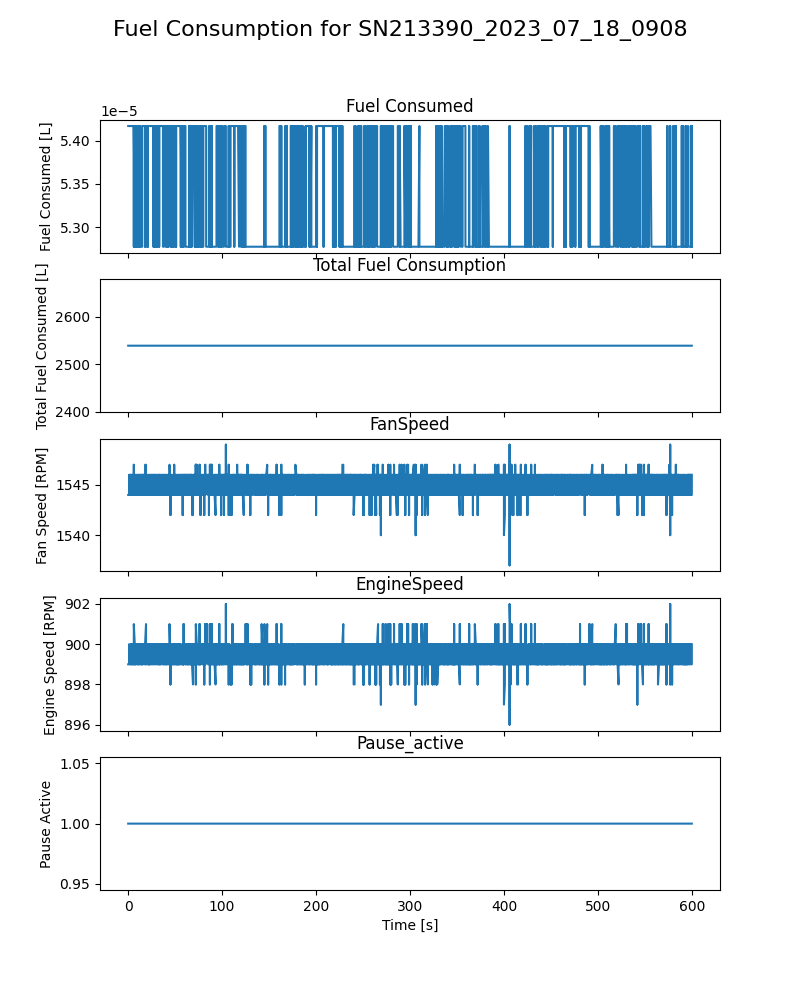 Fuel Consumption for SN213390_2023_07_18_0908
1e−5
Fuel Consumed
Fuel Consumed [L]
5.40
5.35
5.30
Total Fuel Consumption
Total Fuel Consumed [L]
2600
2500
2400
FanSpeed
Fan Speed [RPM]
1545
1540
EngineSpeed
Engine Speed [RPM]
902
900
898
896
Pause_active
Pause Active
1.05
1.00
0.95
0 100 200 300 400 500 600
Time [s]